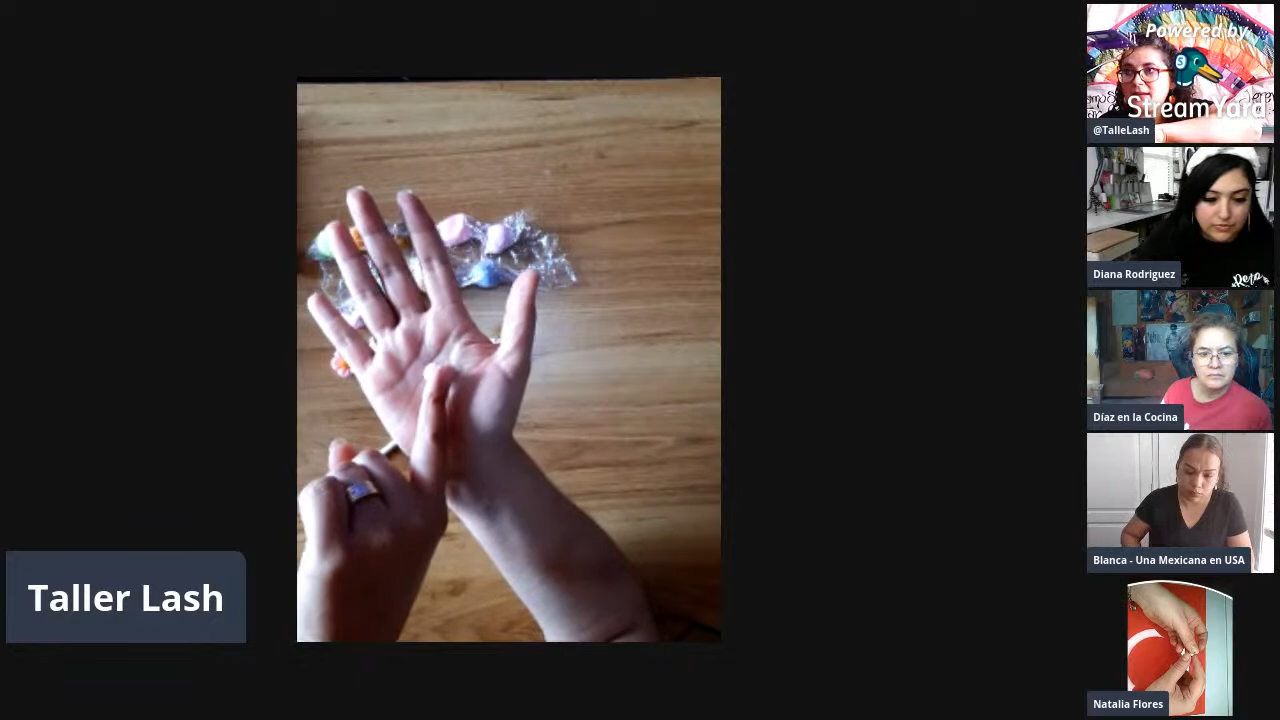 Powered by
StreamYard
@TalleLash
Diana Rodriguez
Díaz en la Cocina
Blanca - Una Mexicana en USA
Natalia Flores
Taller Lash